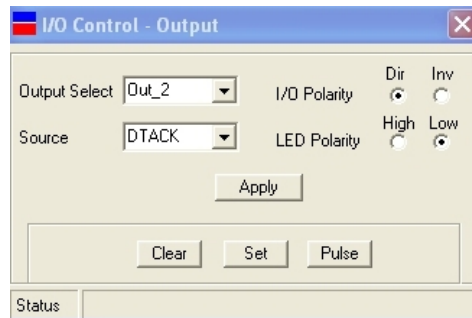 I/O Control - Output
Output Select Out_2
I/O Polarity Dir Inv
Source DTACK
LED Polarity High Low
Apply
Clear Set Pulse
Status